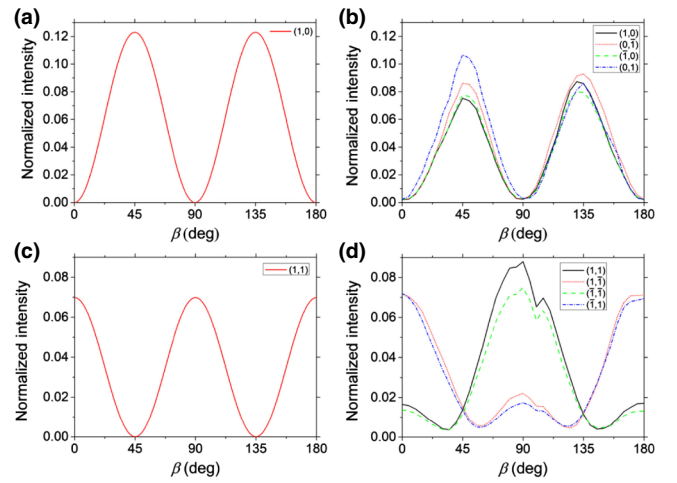 (a)
(1,0)
0.12
0.10
0.08
0.06
0.04
0.02
0.00
Normalized intensity
0 45 90 135 180
β (deg)
(b)
(1,0)
(0,1̅)
(1̅,0)
(0,1)
0.12
0.10
0.08
0.06
0.04
0.02
0.00
Normalized intensity
0 45 90 135 180
β (deg)
(c)
(1,1)
0.08
0.06
0.04
0.02
0.00
Normalized intensity
0 45 90 135 180
β (deg)
(d)
(1,1)
(1,1̅)
(1̅,1̅)
(1̅,1)
0.08
0.06
0.04
0.02
0.00
Normalized intensity
0 45 90 135 180
β (deg)